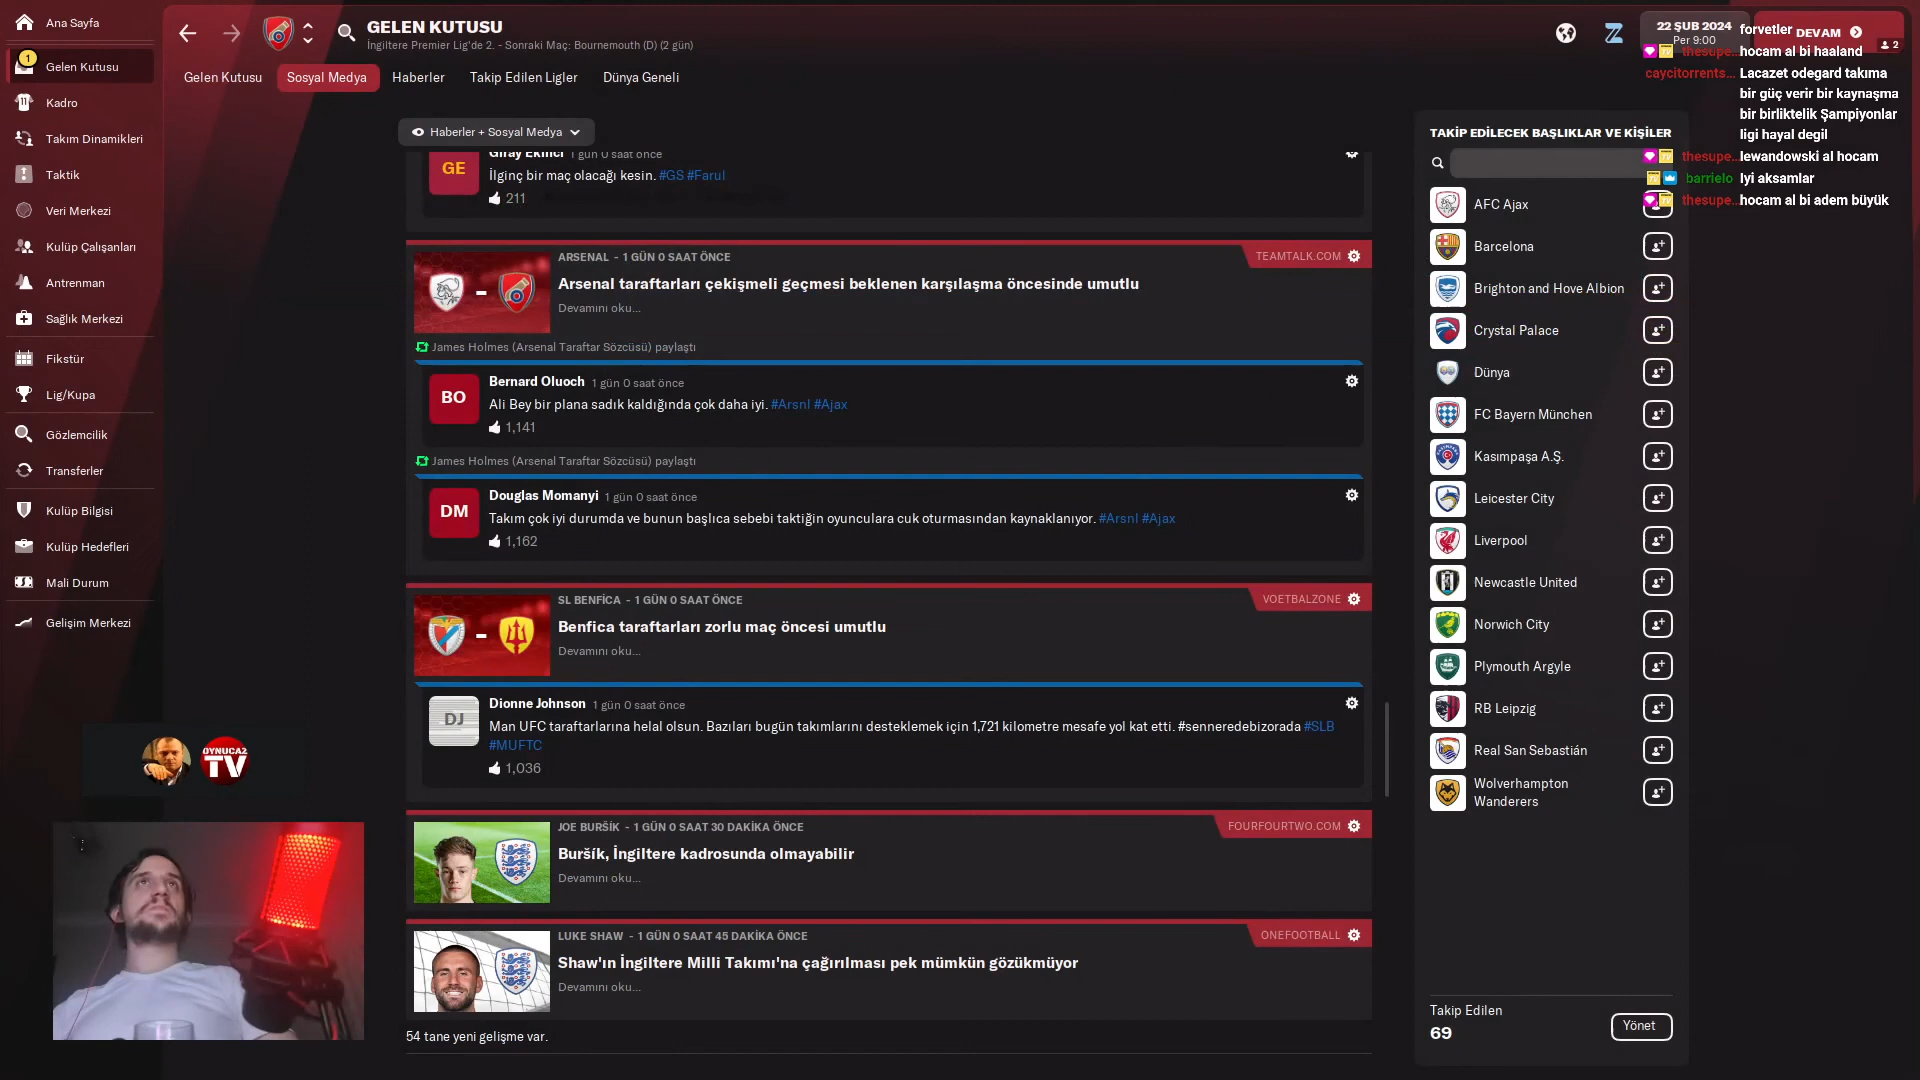 Ana Sayfa
1
Gelen Kutusu
Kadro
Takım Dinamikleri
Taktik
Veri Merkezi
Kulüp Çalışanları
Antrenman
Sağlık Merkezi
Fikstür
Lig/Kupa
Gözlemcilik
Transferler
Kulüp Bilgisi
Kulüp Hedefleri
Mali Durum
Gelişim Merkezi
OYNUCAZ
TV
GELEN KUTUSU
İngiltere Premier Lig'de 2. - Sonraki Maç: Bournemouth (D) (2 gün)
Gelen Kutusu
Sosyal Medya
Haberler
Takip Edilen Ligler
Dünya Geneli
22 ŞUB 2024
Per 9:00
DEVAM
2
Haberler + Sosyal Medya
GE
Giray Ekinci 1 gün 0 saat önce
İlginç bir maç olacağı kesin. #GS #Farul
211
ARSENAL - 1 GÜN 0 SAAT ÖNCE
TEAMTALK.COM
Arsenal taraftarları çekişmeli geçmesi beklenen karşılaşma öncesinde umutlu
Devamını oku...
James Holmes (Arsenal Taraftar Sözcüsü) paylaştı
BO
Bernard Oluoch 1 gün 0 saat önce
Ali Bey bir plana sadık kaldığında çok daha iyi. #Arsnl #Ajax
1,141
James Holmes (Arsenal Taraftar Sözcüsü) paylaştı
DM
Douglas Momanyi 1 gün 0 saat önce
Takım çok iyi durumda ve bunun başlıca sebebi taktiğin oyunculara cuk oturmasından kaynaklanıyor. #Arsnl #Ajax
1,162
SL BENFİCA - 1 GÜN 0 SAAT ÖNCE
VOETBALZONE
Benfica taraftarları zorlu maç öncesi umutlu
Devamını oku...
DJ
Dionne Johnson 1 gün 0 saat önce
Man UFC taraftarlarına helal olsun. Bazıları bugün takımlarını desteklemek için 1,721 kilometre mesafe yol kat etti. #senneredebizorada #SLB
#MUFTC
1,036
JOE BURŠÍK - 1 GÜN 0 SAAT 30 DAKİKA ÖNCE
FOURFOURTWO.COM
Buršík, İngiltere kadrosunda olmayabilir
Devamını oku...
LUKE SHAW - 1 GÜN 0 SAAT 45 DAKİKA ÖNCE
ONEFOOTBALL
Shaw'ın İngiltere Milli Takımı'na çağırılması pek mümkün gözükmüyor
Devamını oku...
54 tane yeni gelişme var.
TAKİP EDİLECEK BAŞLIKLAR VE KİŞİLER
AFC Ajax
Barcelona
Brighton and Hove Albion
Crystal Palace
Dünya
FC Bayern München
Kasımpaşa A.Ş.
Leicester City
Liverpool
Newcastle United
Norwich City
Plymouth Argyle
RB Leipzig
Real San Sebastián
Wolverhampton
Wanderers
Takip Edilen
69
Yönet
forvetler
thesupe... hocam al bi haaland
caycitorrents... Lacazet odegard takıma
bir güç verir bir kaynaşma
bir birliktelik Şampiyonlar
ligi hayal degil
thesupe... lewandowski al hocam
barrielo Iyi aksamlar
thesupe... hocam al bi adem büyük